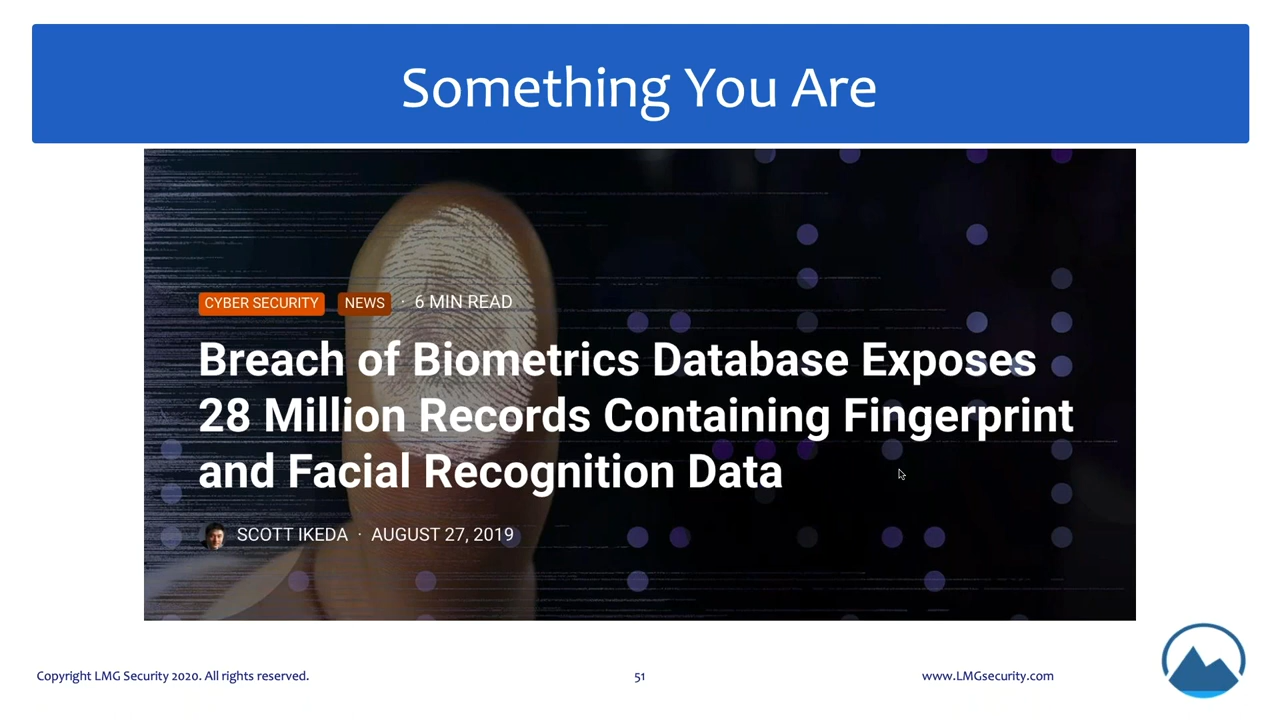 Something You Are
CYBER SECURITY NEWS · 6 MIN READ
Breach of Biometrics Database Exposes
28 Million Records Containing Fingerprint
and Facial Recognition Data
SCOTT IKEDA · AUGUST 27, 2019
Copyright LMG Security 2020. All rights reserved. 51 www.LMGsecurity.com